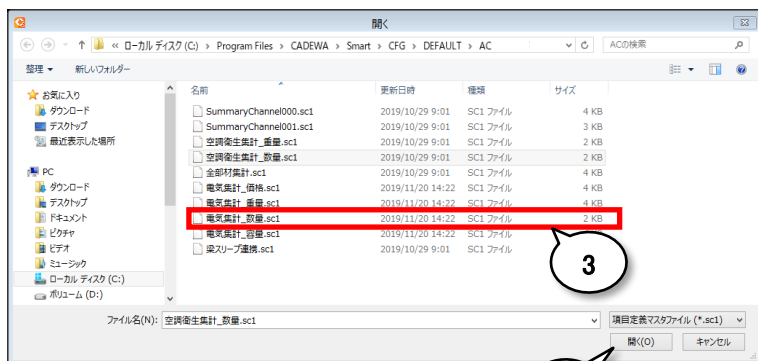 開く
« ローカル ディスク (C:) › Program Files › CADEWA › Smart › CFG › DEFAULT › AC
ACの検索
整理 ▼ 新しいフォルダー
名前 更新日時 種類 サイズ
お気に入り
ダウンロード
デスクトップ
最近表示した場所
PC
ダウンロード
デスクトップ
ドキュメント
ピクチャ
ビデオ
ミュージック
ローカル ディスク (C:)
ボリューム (D:)
SummaryChannel000.sc1 2019/10/29 9:01 SC1 ファイル 4 KB
SummaryChannel001.sc1 2019/10/29 9:01 SC1 ファイル 3 KB
空調衛生集計_重量.sc1 2019/10/29 9:01 SC1 ファイル 2 KB
空調衛生集計_数量.sc1 2019/10/29 9:01 SC1 ファイル 2 KB
全部材集計.sc1 2019/10/29 9:01 SC1 ファイル 4 KB
電気集計_価格.sc1 2019/11/20 14:22 SC1 ファイル 4 KB
電気集計_重量.sc1 2019/11/20 14:22 SC1 ファイル 4 KB
電気集計_数量.sc1 2019/11/20 14:22 SC1 ファイル 2 KB
電気集計_容量.sc1 2019/11/20 14:22 SC1 ファイル
梁スリーブ連携.sc1 2019/10/29 9:01 SC1 ファイル
3
ファイル名(N): 空調衛生集計_数量.sc1
項目定義マスタファイル (*.sc1)
開く(O) キャンセル